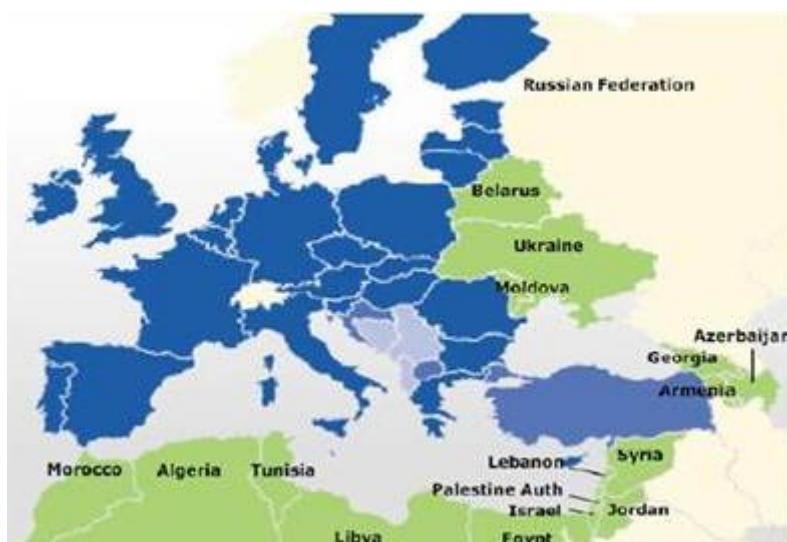 Russian Federation
Belarus
Ukraine
Moldova
Azerbaijan
Georgia
Armenia
Morocco
Algeria
Tunisia
Lebanon
Syria
Palestine Auth
Israel
Jordan
Libya
Egypt